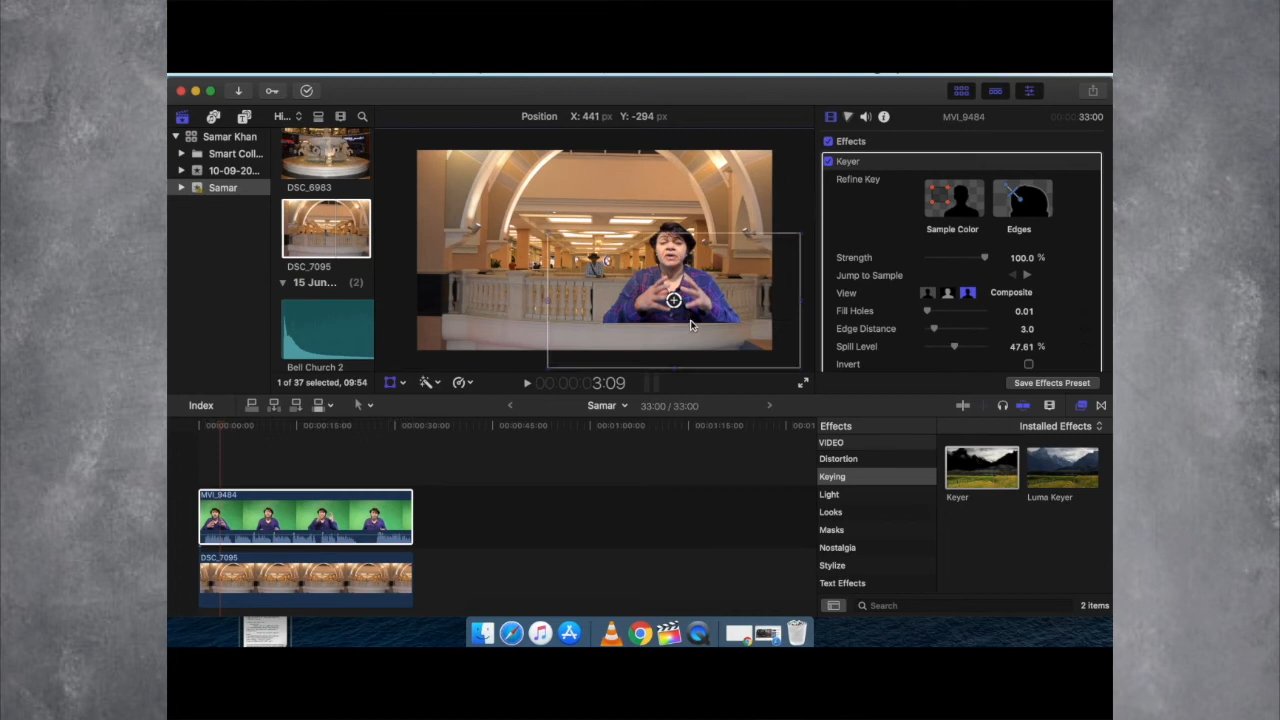 Position X: 441 px Y: -294 px
Hi...
MVI_9484
33:00
Samar Khan
Smart Coll...
10-09-20...
Samar
DSC_6983
DSC_7095
15 Jun... (2)
Bell Church 2
1 of 37 selected, 09:54
3:09
Effects
Keyer
Refine Key
Sample Color
Edges
Strength 100.0 %
Jump to Sample
View Composite
Fill Holes 0.01
Edge Distance 3.0
Spill Level 47.61 %
Invert
Save Effects Preset
Index
Samar
33:00 / 33:00
00:00:00:00
00:00:15:00
00:00:30:00
00:00:45:00
00:01:00:00
00:01:15:00
MVI_9484
DSC_7095
Effects
Installed Effects
VIDEO
Distortion
Keying
Light
Looks
Masks
Nostalgia
Stylize
Text Effects
Keyer
Luma Keyer
Search
2 items